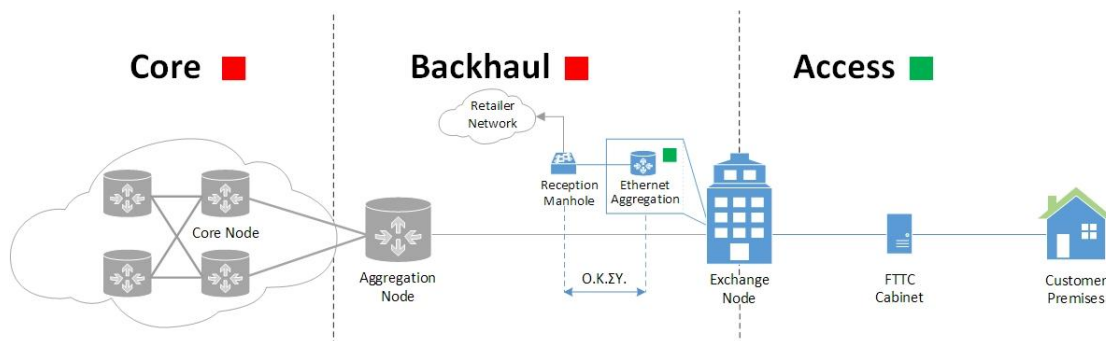 Core
Backhaul
Access
Retailer
Network
Reception
Manhole
Ethernet
Aggregation
Core Node
Aggregation
Node
Ο.Κ.ΣΥ.
Exchange
Node
FTTC
Cabinet
Customer
Premises